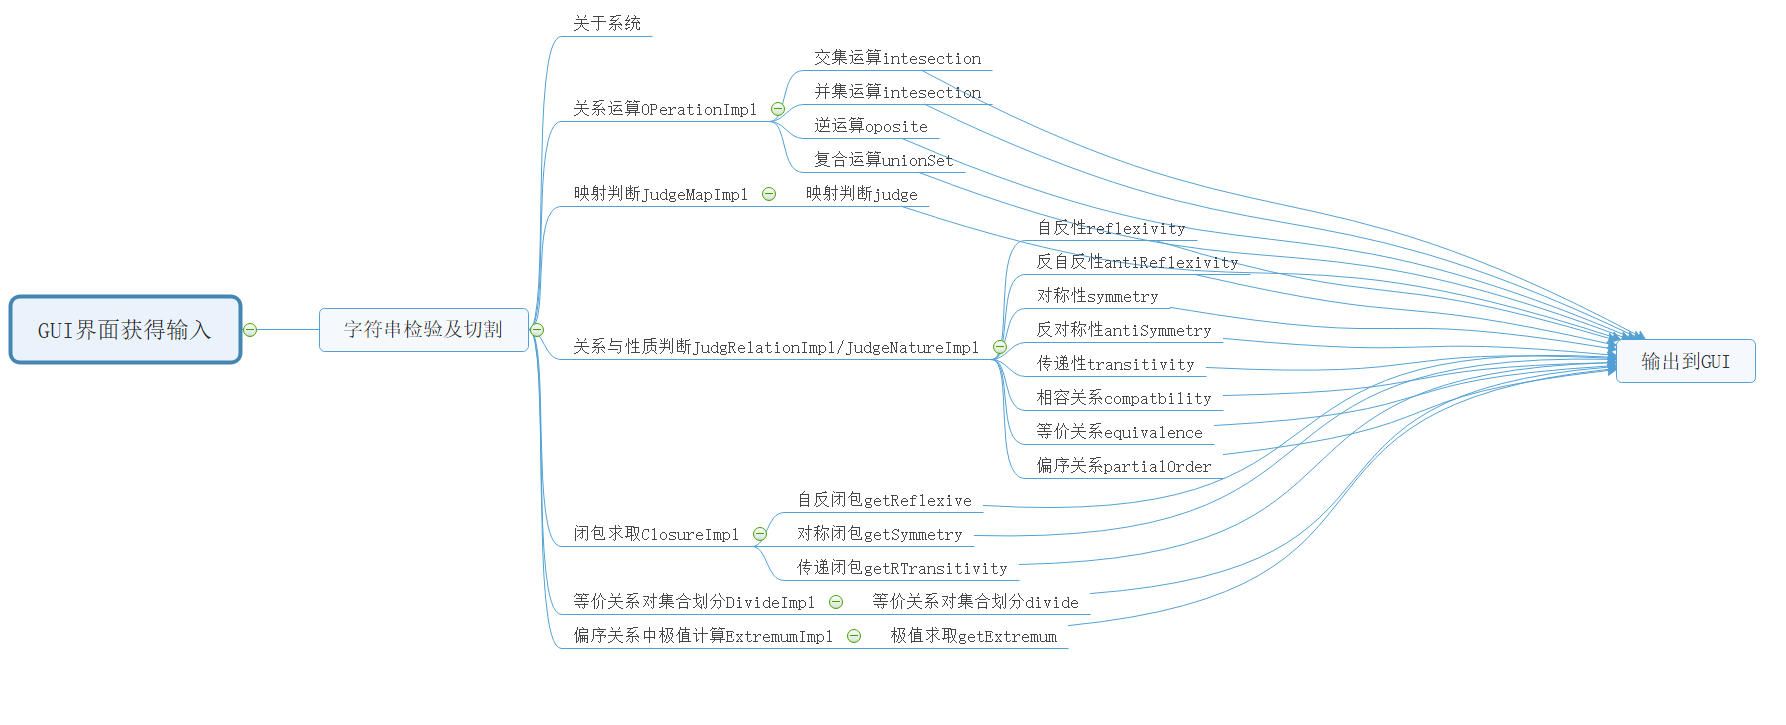 GUI界面获得输入
字符串检验及切割
关于系统
关系运算OPerationImpl
交集运算intesection
并集运算intesection
逆运算oposite
复合运算unionSet
映射判断JudgeMapImpl
映射判断judge
关系与性质判断JudgRelationImpl/JudgeNatureImpl
自反性reflexivity
反自反性antiReflexivity
对称性symmetry
反对称性antiSymmetry
传递性transitivity
相容关系compatbility
等价关系equivalence
偏序关系partialOrder
闭包求取ClosureImpl
自反闭包getReflexive
对称闭包getSymmetry
传递闭包getRTransitivity
等价关系对集合划分DivideImpl
等价关系对集合划分divide
偏序关系中极值计算ExtremumImpl
极值求取getExtremum
输出到GUI